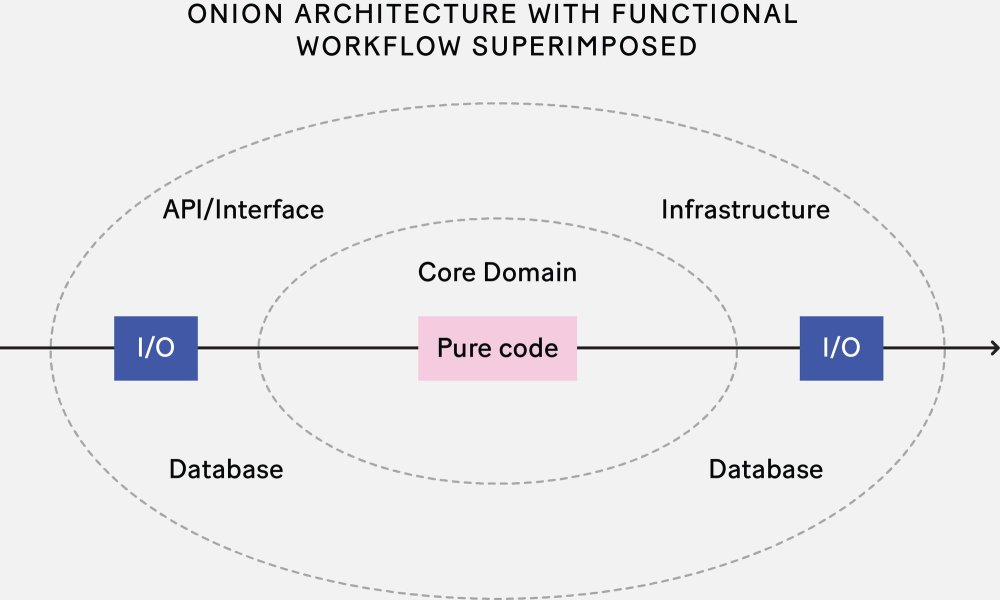 ONION ARCHITECTURE WITH FUNCTIONAL
WORKFLOW SUPERIMPOSED
API/Interface
Infrastructure
Core Domain
I/O
Pure code
I/O
Database
Database